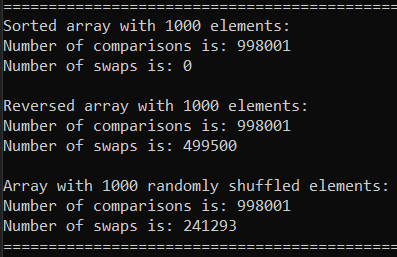 Sorted array with 1000 elements:
Number of comparisons is: 998001
Number of swaps is: 0
Reversed array with 1000 elements:
Number of comparisons is: 998001
Number of swaps is: 499500
Array with 1000 randomly shuffled elements:
Number of comparisons is: 998001
Number of swaps is: 241293